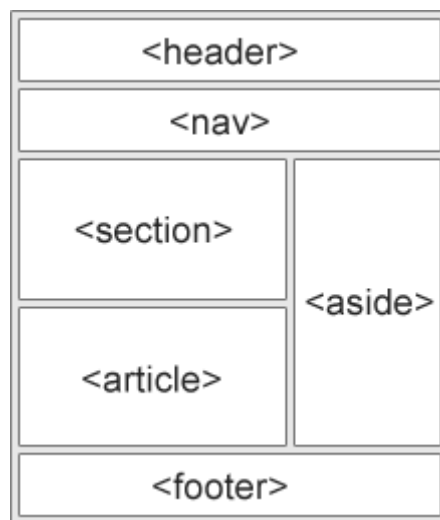 <header>
<nav>
<section>
<aside>
<article>
<footer>